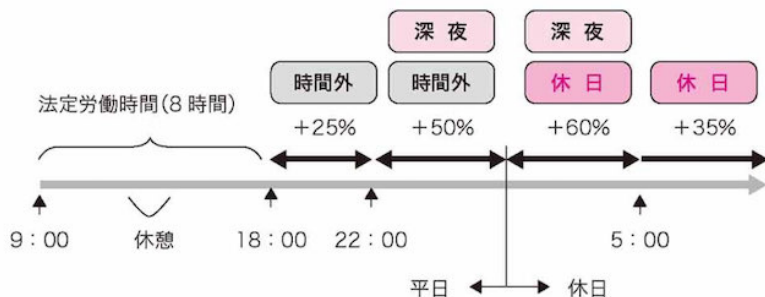 深 夜
深 夜
時間外
時間外
休 日
休 日
法定労働時間(8 時間)
+25%
+50%
+60%
+35%
9:00
休憩
18:00
22:00
5:00
平日
休日